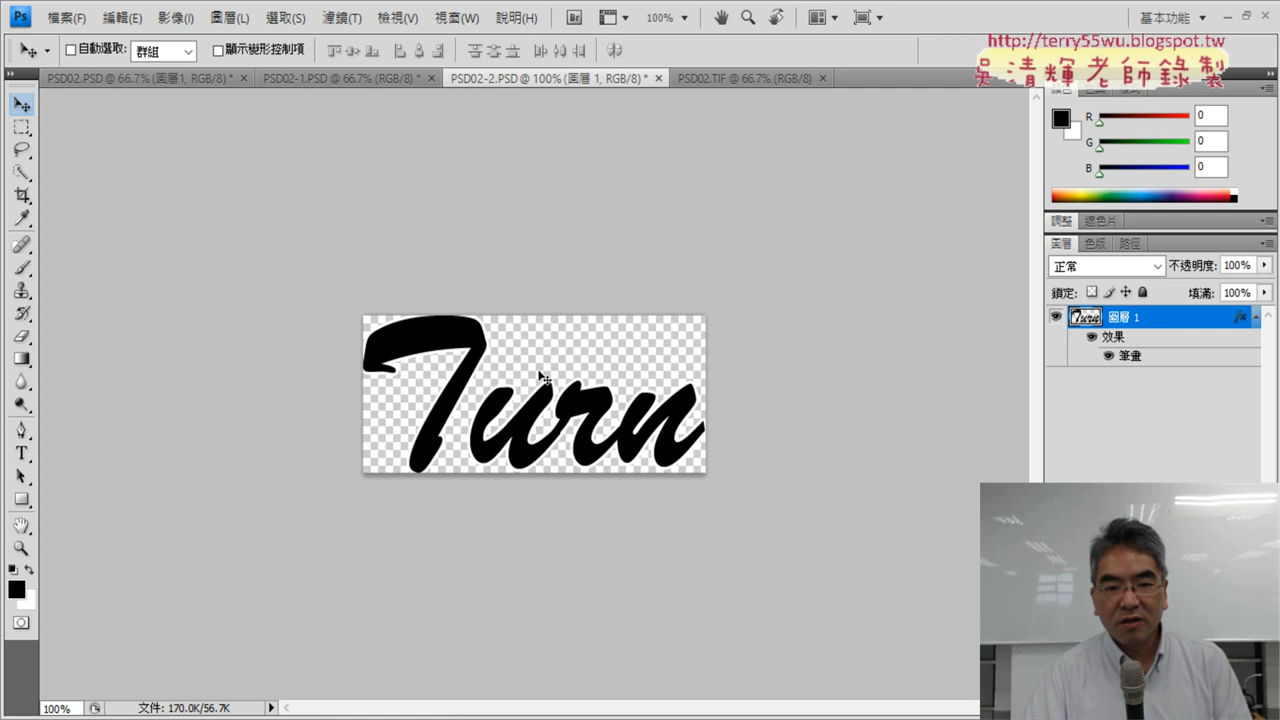 Ps 檔案(F) 編輯(E) 影像(I) 圖層(L) 選取(S) 濾鏡(T) 檢視(V) 視窗(W) 說明(H) Br 100% 基本功能
自動選取: 群組 顯示變形控制項
http://terry55wu.blogspot.tw
吳清輝老師錄製
PSD02.PSD @ 66.7% (圖層 1, RGB/8) * PSD02-1.PSD @ 66.7%(RGB/8) * PSD02-2.PSD @ 100% (圖層 1, RGB/8) * PSD02.TIF @ 66.7% (RGB/8)
R 0
G 0
B 0
調整 遮色片
圖層 色版 路徑
正常 不透明度: 100%
鎖定: 填滿: 100%
Turn 圖層 1 fx
效果
筆畫
Turn
T
100% 文件: 170.0K/56.7K